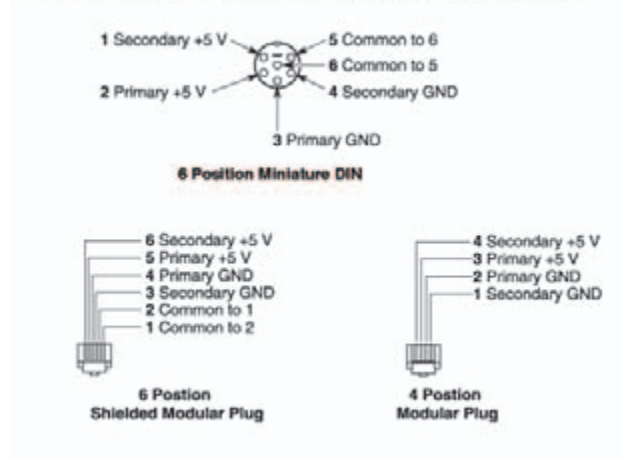 1 Secondary +5 V
5 Common to 6
6 Common to 5
2 Primary +5 V
4 Secondary GND
3 Primary GND
6 Position Miniature DIN
6 Secondary +5 V
5 Primary +5 V
4 Primary GND
3 Secondary GND
2 Common to 1
1 Common to 2
6 Postion
Shielded Modular Plug
4 Secondary +5 V
3 Primary +5 V
2 Primary GND
1 Secondary GND
4 Postion
Modular Plug